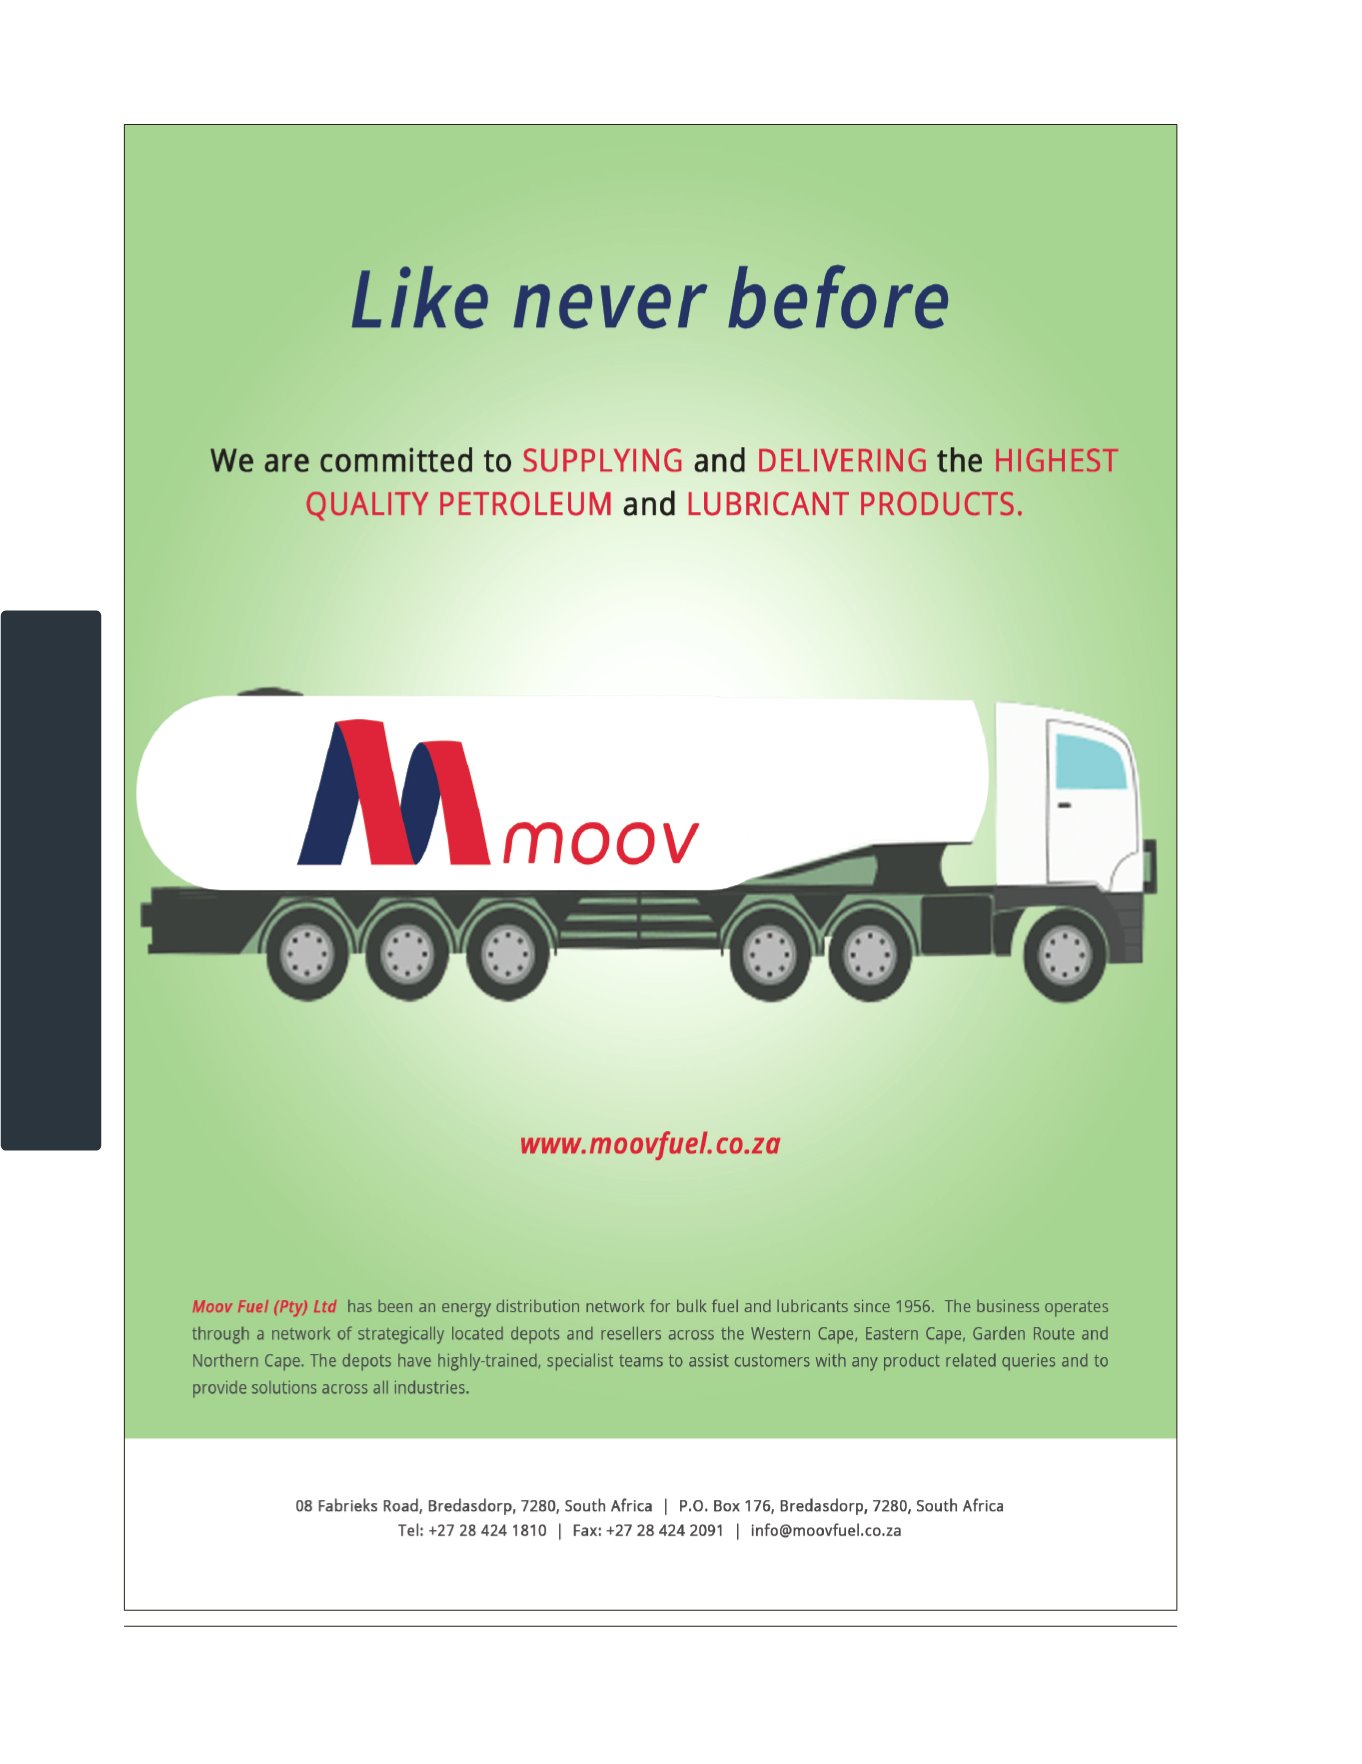 Like never before
We are committed to SUPPLYING and DELIVERING the HIGHEST
QUALITY PETROLEUM and LUBRICANT PRODUCTS.
moov
www.moovfuel.co.za
Moov Fuel (Pty) Ltd has been an energy distribution network for bulk fuel and lubricants since 1956. The business operates
through a network of strategically located depots and resellers across the Western Cape, Eastern Cape, Garden Route and
Northern Cape. The depots have highly-trained, specialist teams to assist customers with any product related queries and to
provide solutions across all industries.
08 Fabrieks Road, Bredasdorp, 7280, South Africa | P.O. Box 176, Bredasdorp, 7280, South Africa
Tel: +27 28 424 1810 | Fax: +27 28 424 2091 | info@moovfuel.co.za